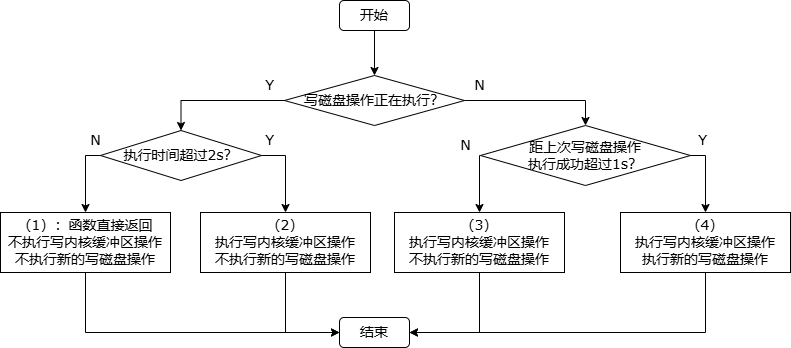 开始
Y
N
写磁盘操作正在执行?
N
执行时间超过2s?
Y
N
距上次写磁盘操作
执行成功超过1s?
Y
（1）: 函数直接返回
不执行写内核缓冲区操作
不执行新的写磁盘操作
（2）
执行写内核缓冲区操作
不执行新的写磁盘操作
（3）
执行写内核缓冲区操作
不执行新的写磁盘操作
（4）
执行写内核缓冲区操作
执行新的写磁盘操作
结束